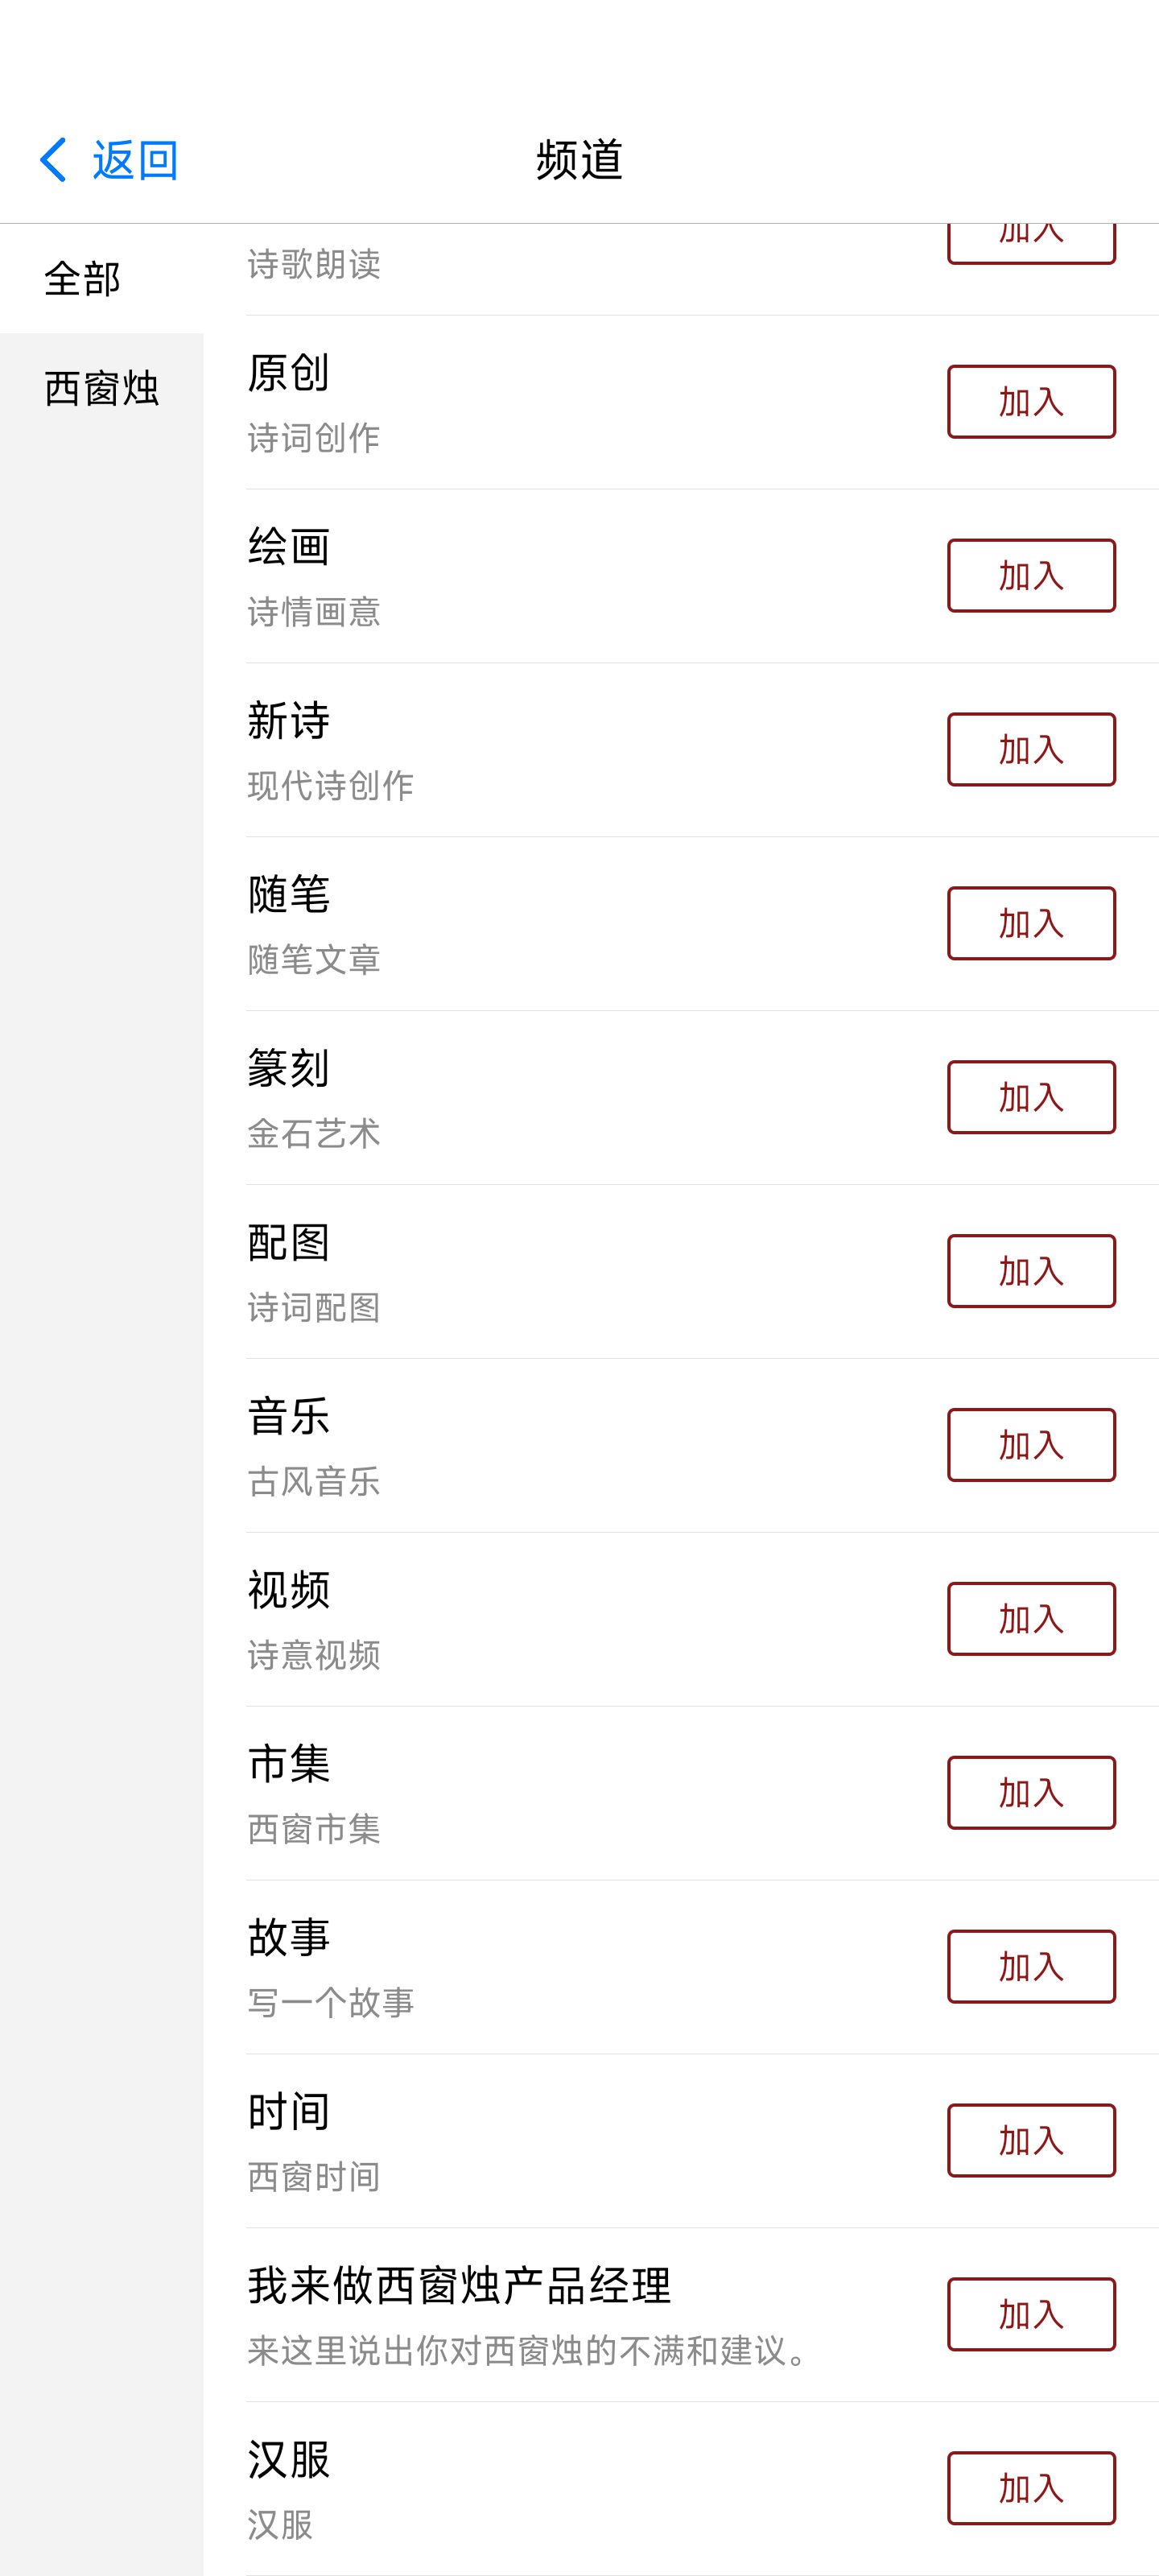 返回
频道
全部
西窗烛
诗歌朗读
加入
原创
诗词创作
加入
绘画
诗情画意
加入
新诗
现代诗创作
加入
随笔
随笔文章
加入
篆刻
金石艺术
加入
配图
诗词配图
加入
音乐
古风音乐
加入
视频
诗意视频
加入
市集
西窗市集
加入
故事
写一个故事
加入
时间
西窗时间
加入
我来做西窗烛产品经理
来这里说出你对西窗烛的不满和建议。
加入
汉服
汉服
加入